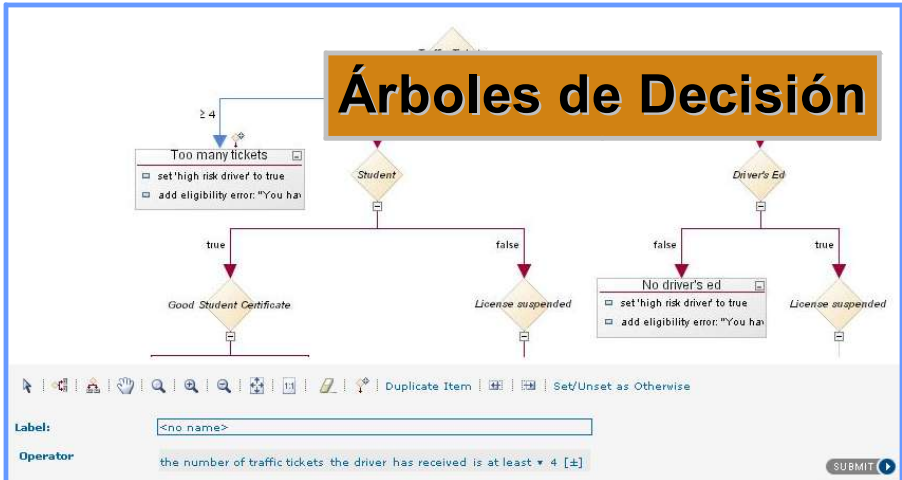 Árboles de Decisión
≥ 4
Too many tickets
set 'high risk driver' to true
add eligibility error: "You hav
Student
Driver's Ed
true
false
false
true
Good Student Certificate
License suspended
No driver's ed
set 'high risk driver' to true
add eligibility error: "You hav
License suspended
1:1 Duplicate Item Set/Unset as Otherwise
Label: <no name>
Operator the number of traffic tickets the driver has received is at least ▾ 4 [±]
SUBMIT